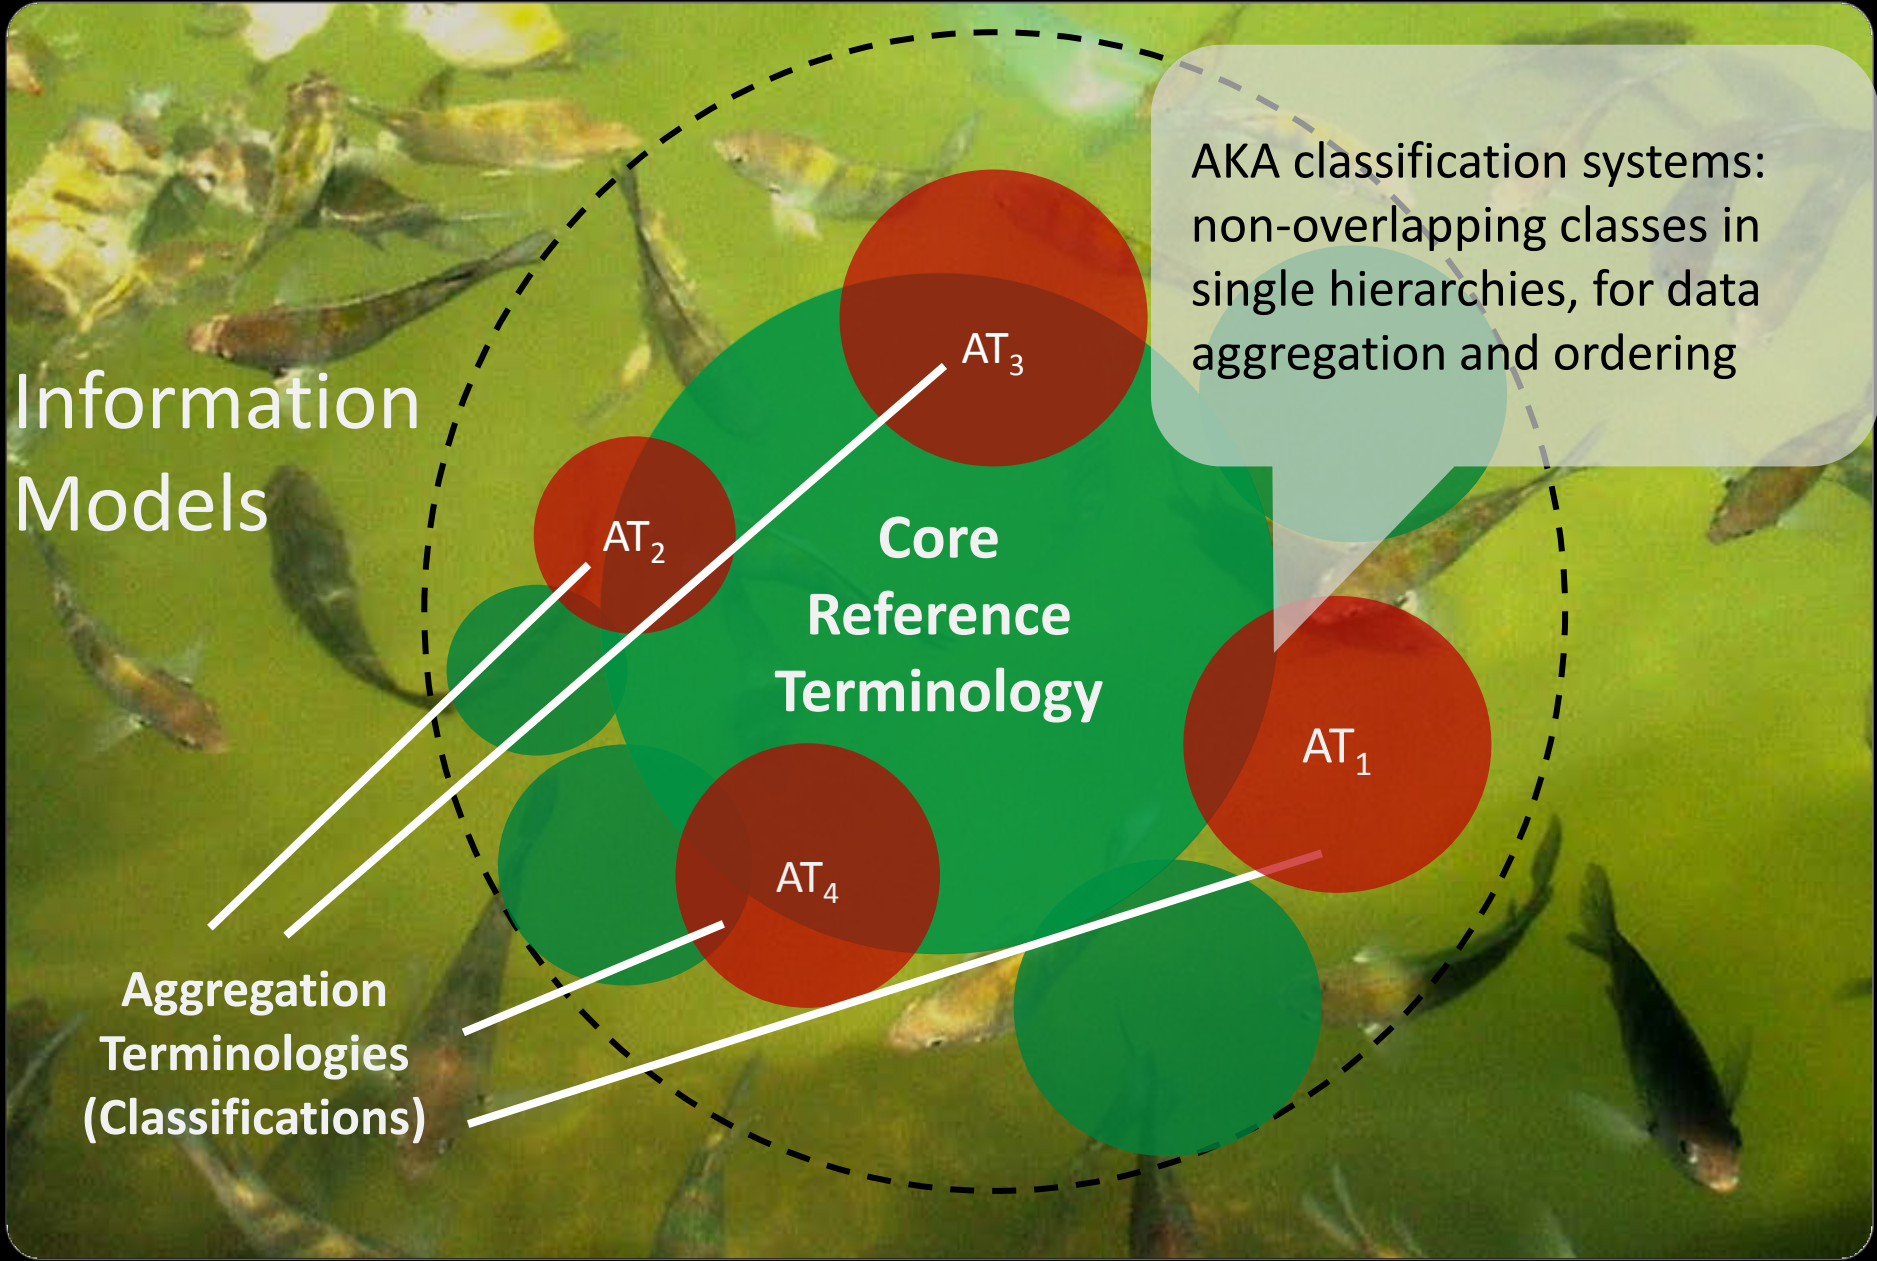 AKA classification systems:
non-overlapping classes in
single hierarchies, for data
aggregation and ordering
AT₃
Information
Models
AT₂
Core
Reference
Terminology
AT₁
AT₄
Aggregation
Terminologies
(Classifications)